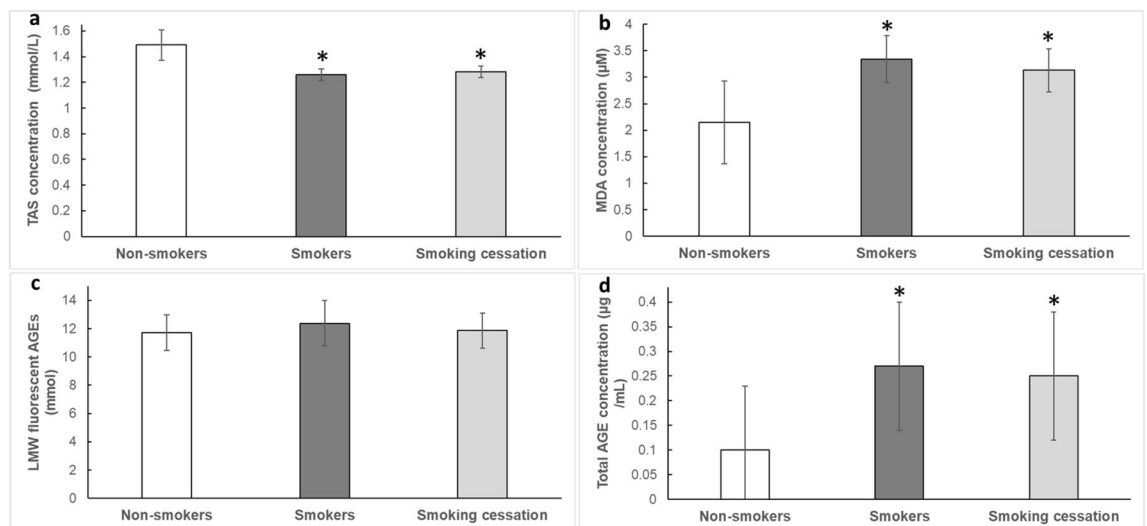 a
TAS concentration (mmol/L)
1.6
1.4
1.2
1
0.8
0.6
0.4
0.2
0
*
*
Non-smokers
Smokers
Smoking cessation
b
MDA concentration (µM)
4
3.5
3
2.5
2
1.5
1
0.5
0
*
*
Non-smokers
Smokers
Smoking cessation
c
LMW fluorescent AGEs
(mmol)
14
12
10
8
6
4
2
0
Non-smokers
Smokers
Smoking cessation
d
Total AGE concentration (µg
/mL)
0.4
0.35
0.3
0.25
0.2
0.15
0.1
0.05
0
*
*
Non-smokers
Smokers
Smoking cessation